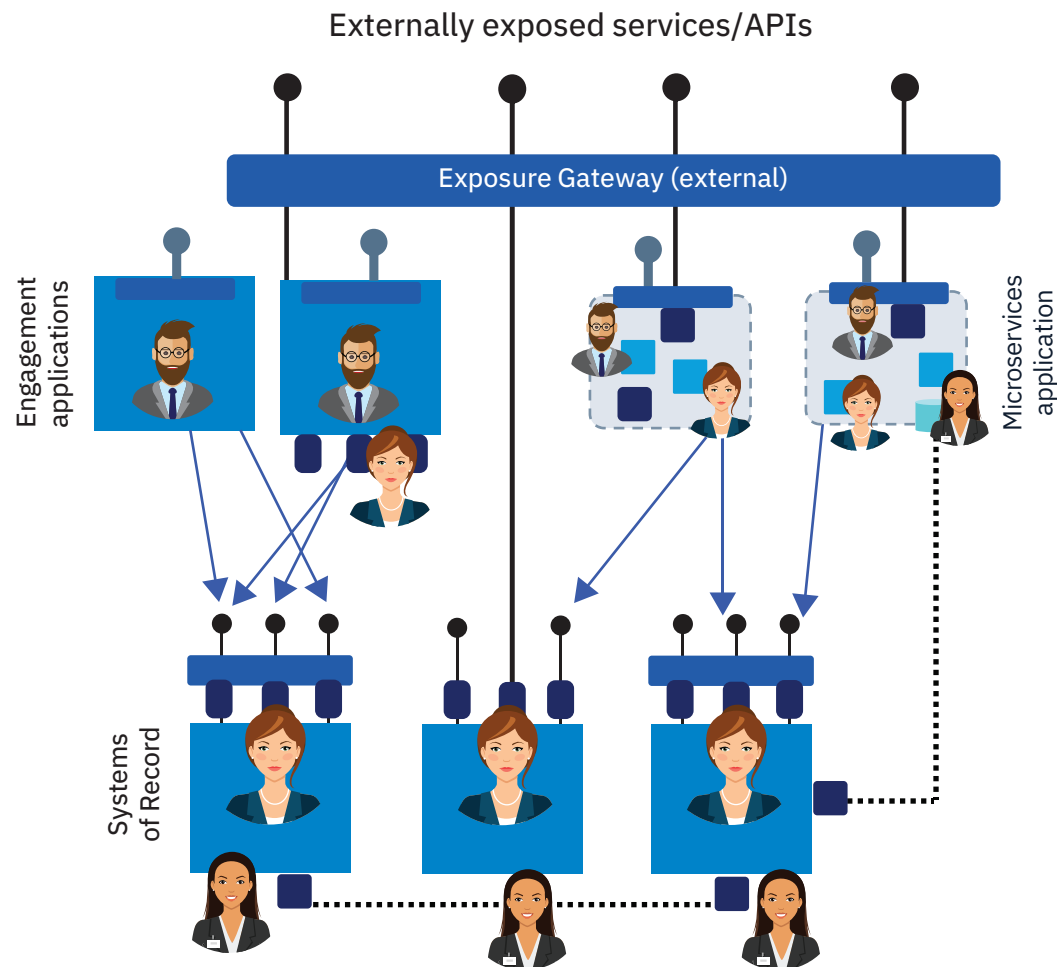 Externally exposed services/APIs
Exposure Gateway (external)
Engagement
applications
Microservices
application
Systems
of Record